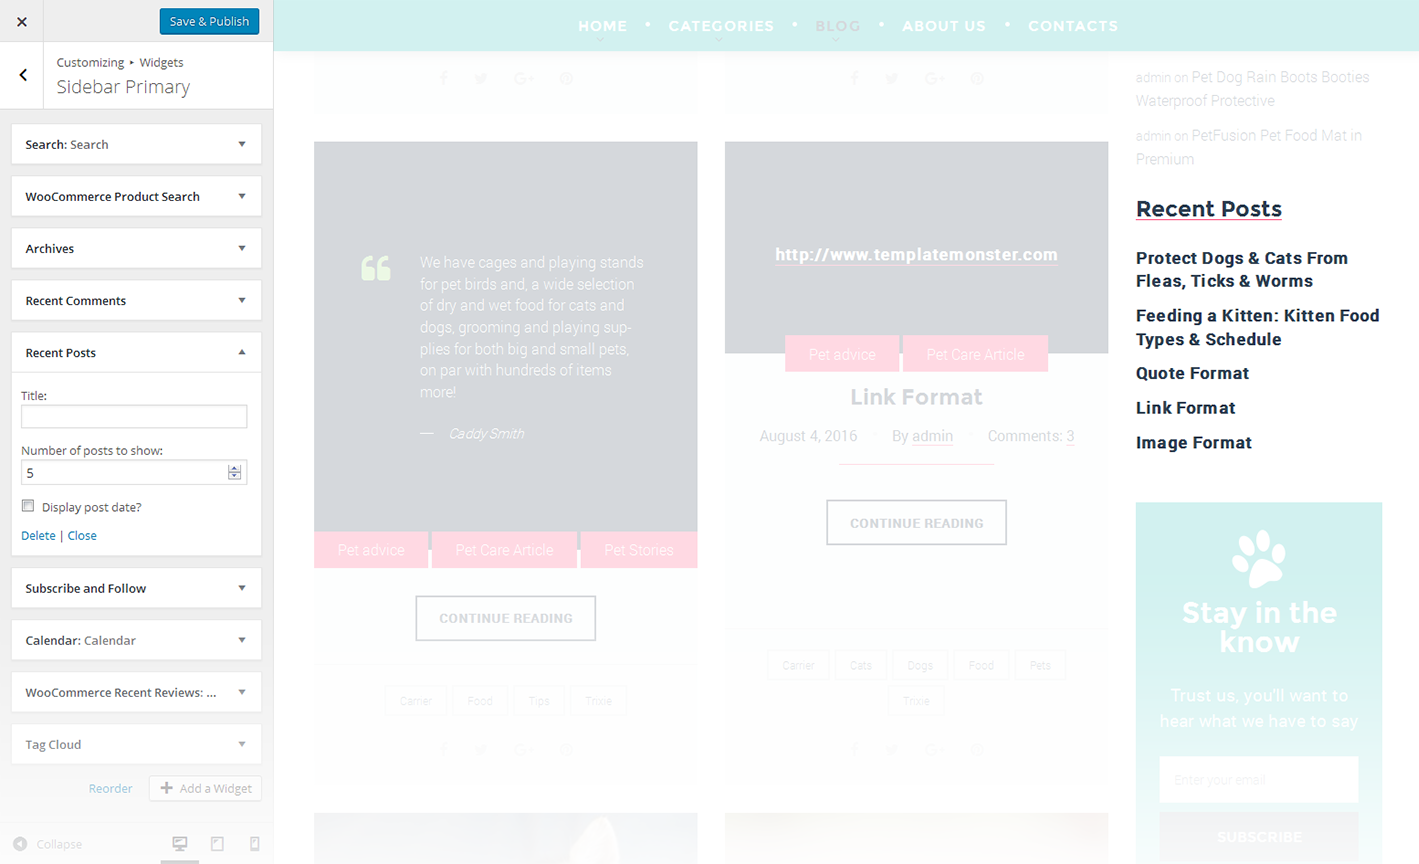 Save & Publish
Customizing ▸ Widgets
Sidebar Primary
Search: Search
WooCommerce Product Search
Archives
Recent Comments
Recent Posts
Title:
Number of posts to show:
5
Display post date?
Delete | Close
Subscribe and Follow
Calendar: Calendar
WooCommerce Recent Reviews: ...
Tag Cloud
Reorder
Add a Widget
Collapse
HOME • CATEGORIES • BLOG • ABOUT US • CONTACTS
We have cages and playing stands
for pet birds and, a wide selection
of dry and wet food for cats and
dogs, grooming and playing sup-
plies for both big and small pets,
on par with hundreds of items
more!
— Caddy Smith
Pet advice
Pet Care Article
Pet Stories
CONTINUE READING
Carrier
Food
Tips
Trixie
http://www.templatemonster.com
Pet advice
Pet Care Article
Link Format
August 4, 2016
By admin
Comments: 3
CONTINUE READING
Carrier
Cats
Dogs
Food
Pets
Trixie
admin on Pet Dog Rain Boots Booties
Waterproof Protective
admin on PetFusion Pet Food Mat in
Premium
Recent Posts
Protect Dogs & Cats From
Fleas, Ticks & Worms
Feeding a Kitten: Kitten Food
Types & Schedule
Quote Format
Link Format
Image Format
Stay in the
know
Trust us, you'll want to
hear what we have to say
Enter your email
SUBSCRIBE